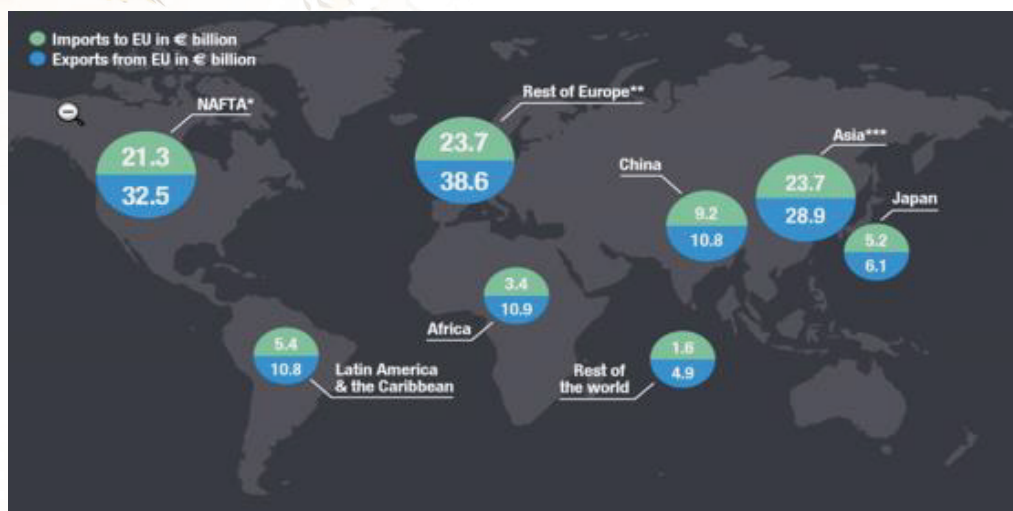 Imports to EU in € billion
Exports from EU in € billion
NAFTA*
21.3
32.5
Rest of Europe**
23.7
38.6
China
9.2
10.8
Asia***
23.7
28.9
Japan
5.2
6.1
Africa
3.4
10.9
Latin America
& the Caribbean
5.4
10.8
Rest of
the world
1.6
4.9